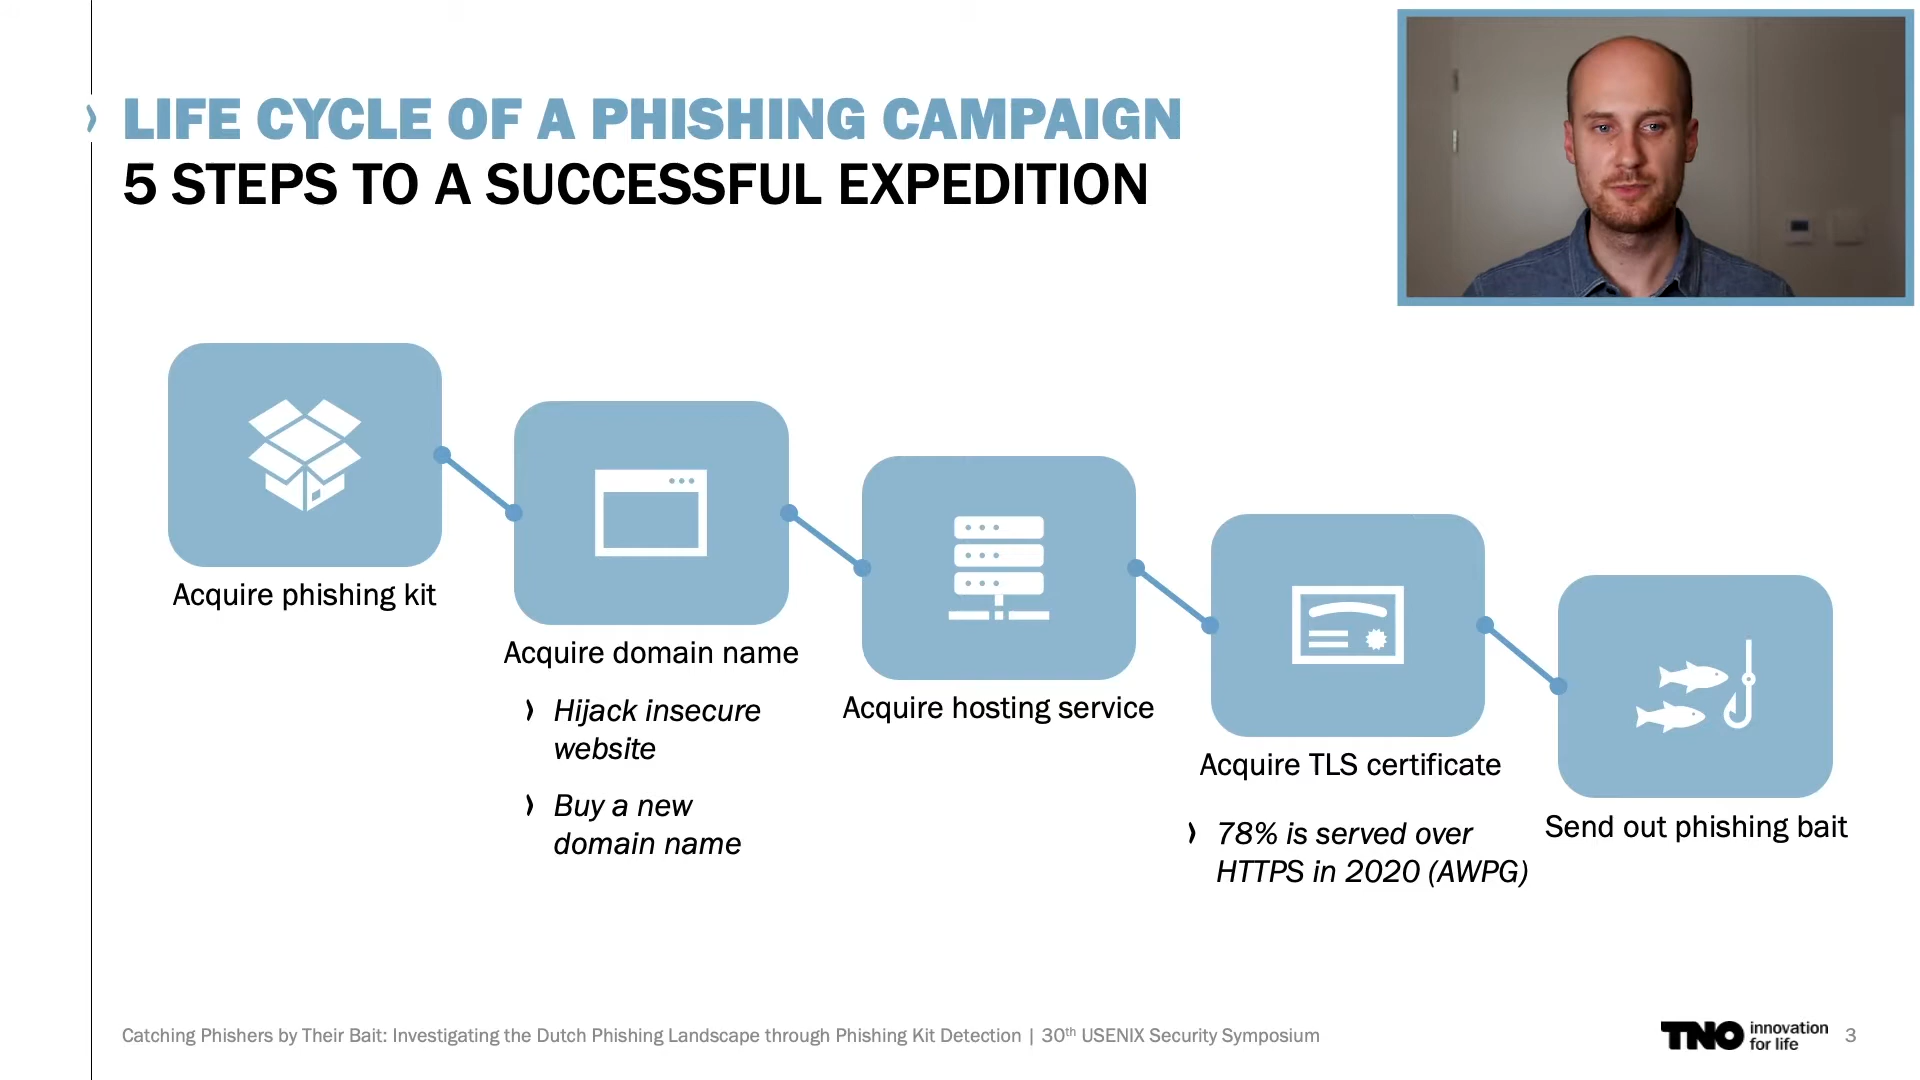 LIFE CYCLE OF A PHISHING CAMPAIGN
5 STEPS TO A SUCCESSFUL EXPEDITION
Acquire phishing kit
Acquire domain name
Hijack insecure
website
Buy a new
domain name
Acquire hosting service
Acquire TLS certificate
78% is served over
HTTPS in 2020 (AWPG)
Send out phishing bait
Catching Phishers by Their Bait: Investigating the Dutch Phishing Landscape through Phishing Kit Detection | 30th USENIX Security Symposium
TNO innovation
for life
3